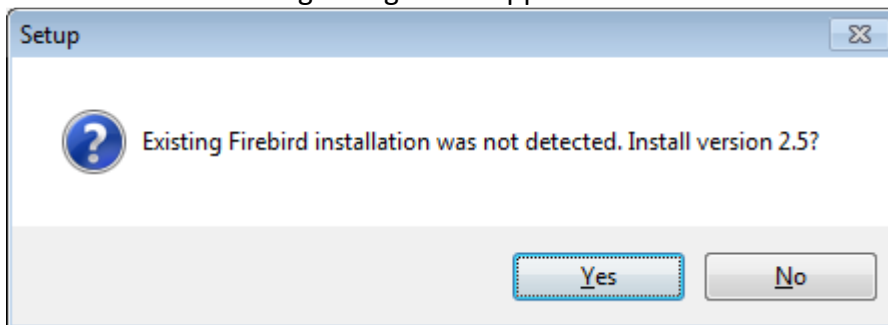 Setup
Existing Firebird installation was not detected. Install version 2.5?
Yes
No